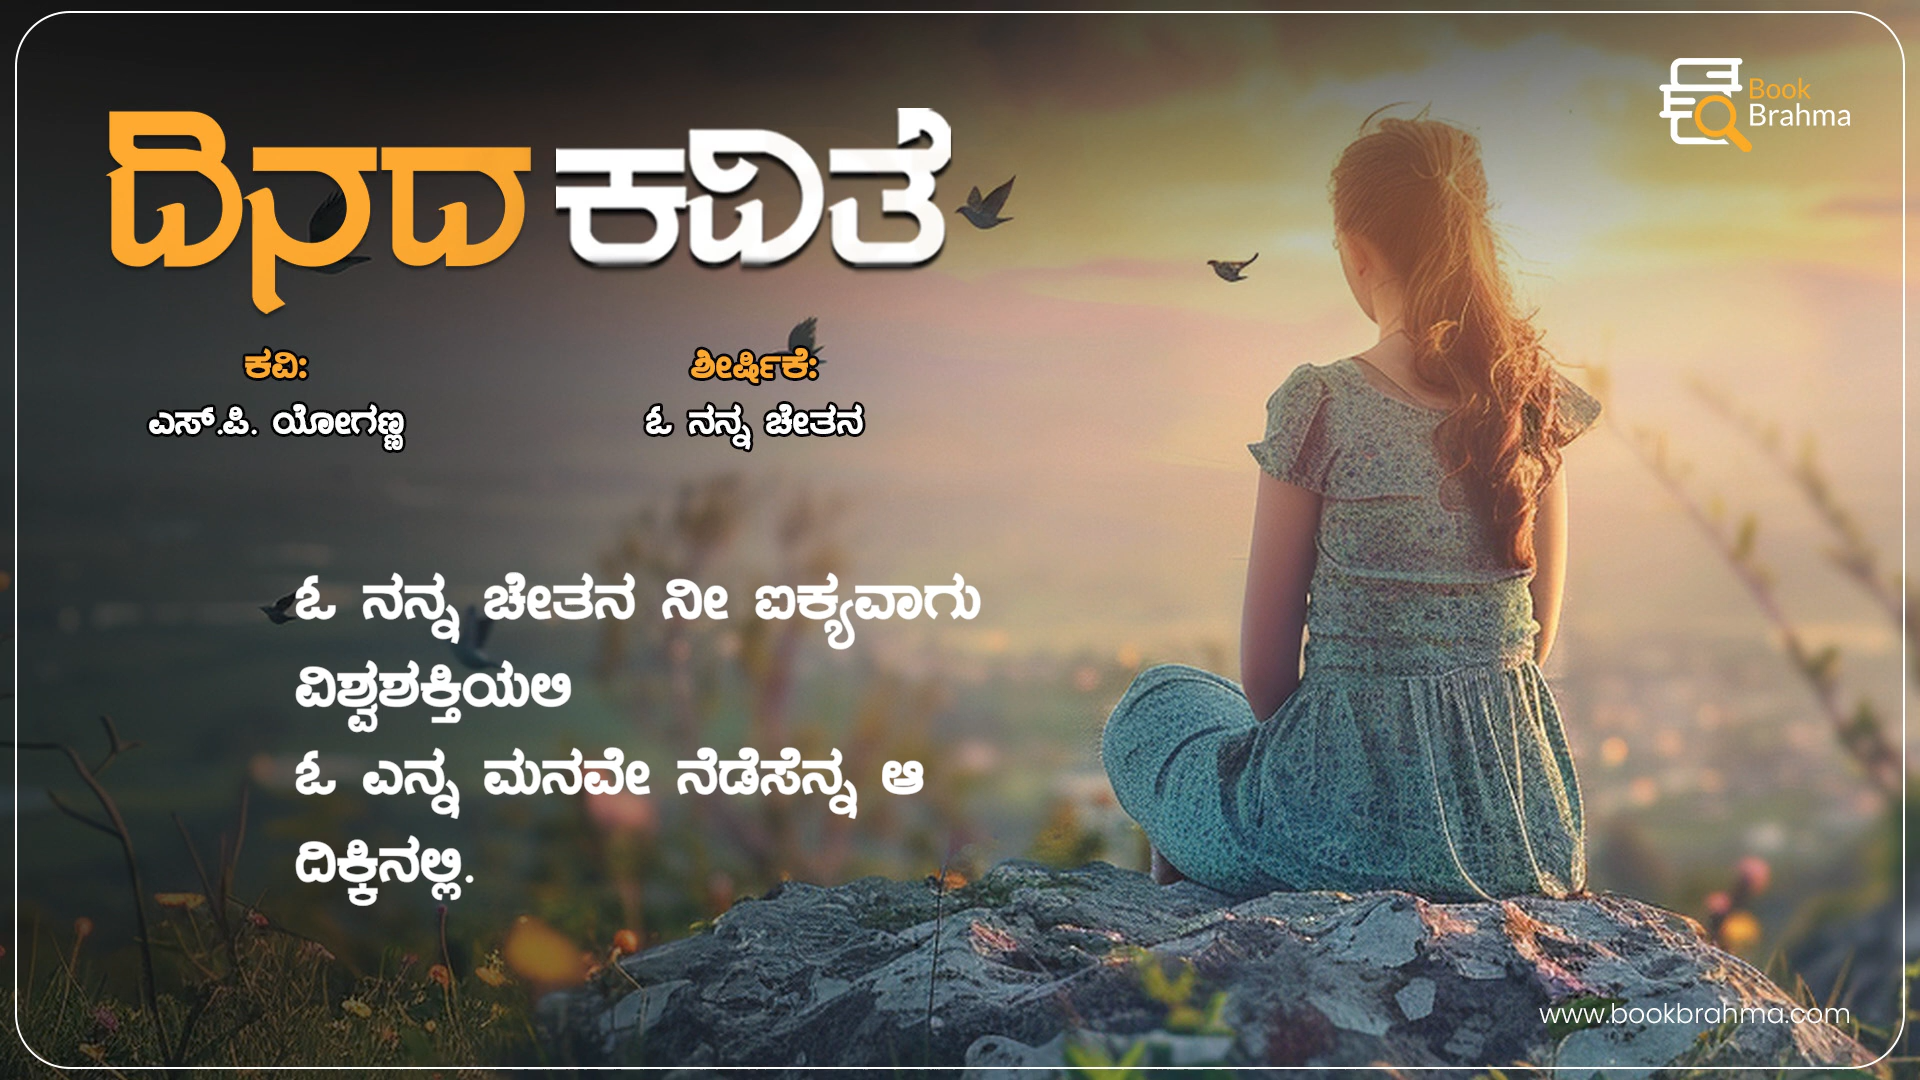 ದಿನದ ಕವಿತೆ
Book
Brahma
ಕವಿ:
ಎಸ್.ಪಿ. ಯೋಗಣ್ಣ
ಶೀರ್ಷಿಕೆ:
ಓ ನನ್ನ ಚೇತನ
ಓ ನನ್ನ ಚೇತನ ನೀ ಐಕ್ಯವಾಗು
ವಿಶ್ವಶಕ್ತಿಯಲಿ
ಓ ಎನ್ನ ಮನವೇ ನೆಡೆಸೆನ್ನ ಆ
ದಿಕ್ಕಿನಲ್ಲಿ.
www.bookbrahma.com